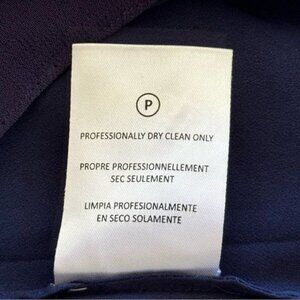 P
PROFESSIONALLY DRY CLEAN ONLY
PROPRE PROFESSIONNELLEMENT
SEC SEULEMENT
LIMPIA PROFESIONALMENTE
EN SECO SOLAMENTE